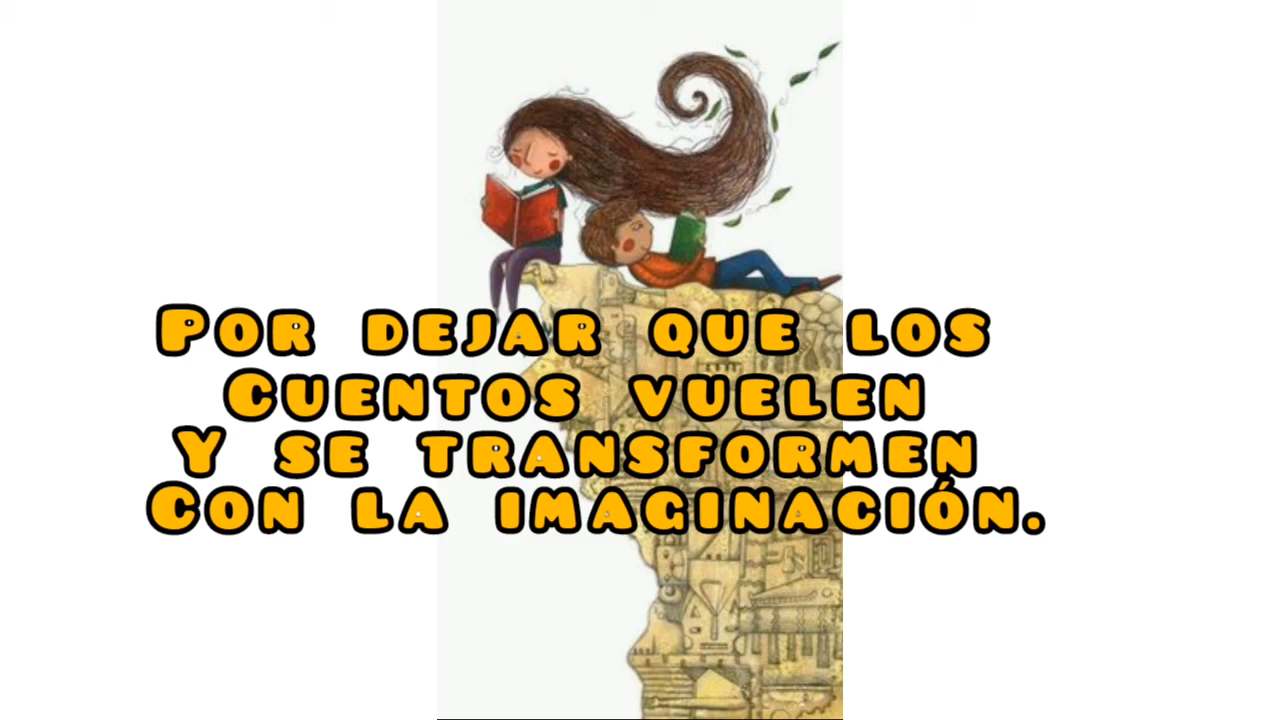 Por dejar que los
Cuentos vuelen
Y se transformen
Con la imaginación.